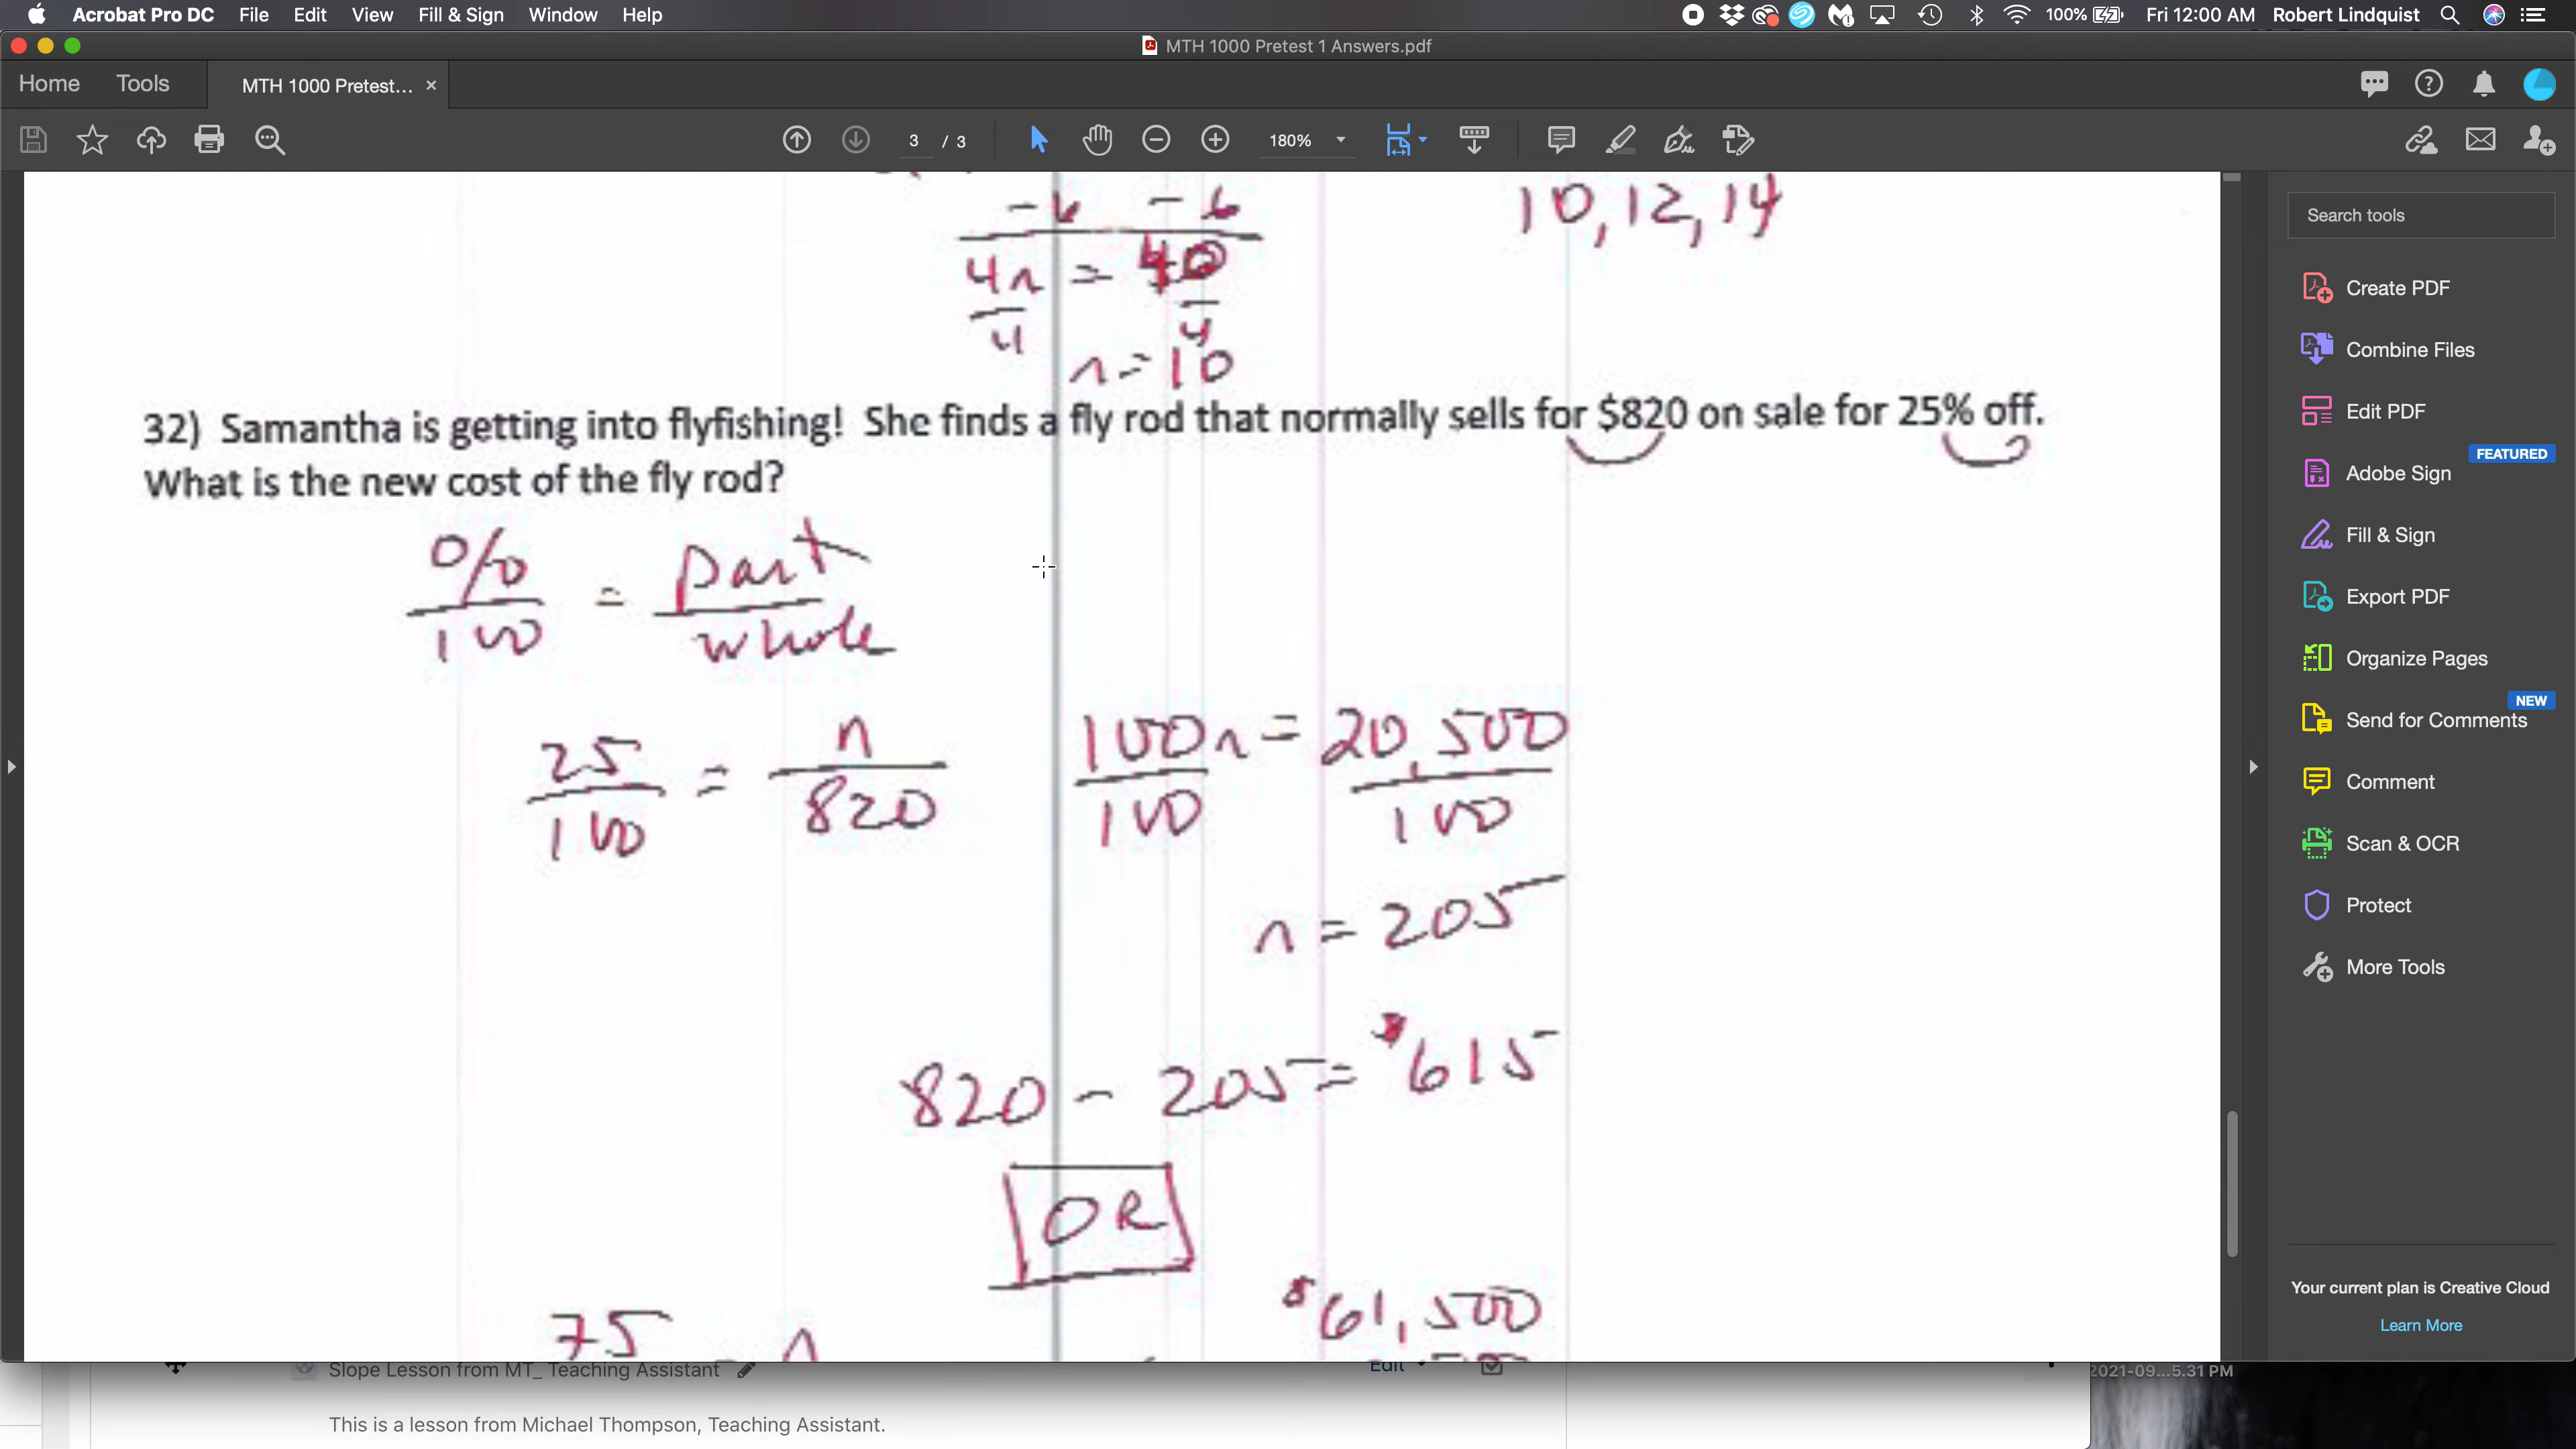 Acrobat Pro DC File Edit View Fill & Sign Window Help 100% Fri 12:00 AM Robert Lindquist
MTH 1000 Pretest 1 Answers.pdf
Home Tools MTH 1000 Pretest... ×
3 / 3 180%
-6 -6 10, 12, 14
4n = 40
4 4
n = 10
32) Samantha is getting into flyfishing! She finds a fly rod that normally sells for $820 on sale for 25% off.
What is the new cost of the fly rod?
% = part
100 whole
25 = n 100n = 20,500
100 820 100 100
n = 205
820 - 205 = $615
OR
75 n $61,500
Search tools
Create PDF
Combine Files
Edit PDF
FEATURED
Adobe Sign
Fill & Sign
Export PDF
Organize Pages
NEW
Send for Comments
Comment
Scan & OCR
Protect
More Tools
Your current plan is Creative Cloud
Learn More
Slope Lesson from MT_ Teaching Assistant Edit
2021-09...5.31 PM
This is a lesson from Michael Thompson, Teaching Assistant.